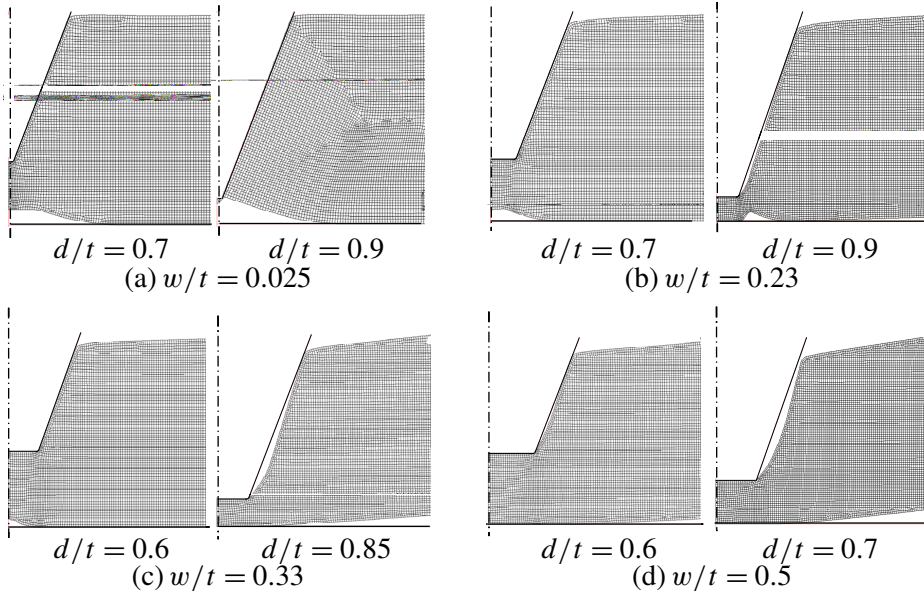 d/t = 0.7 d/t = 0.9 d/t = 0.7 d/t = 0.9
(a) w/t = 0.025 (b) w/t = 0.23
d/t = 0.6 d/t = 0.85 d/t = 0.6 d/t = 0.7
(c) w/t = 0.33 (d) w/t = 0.5